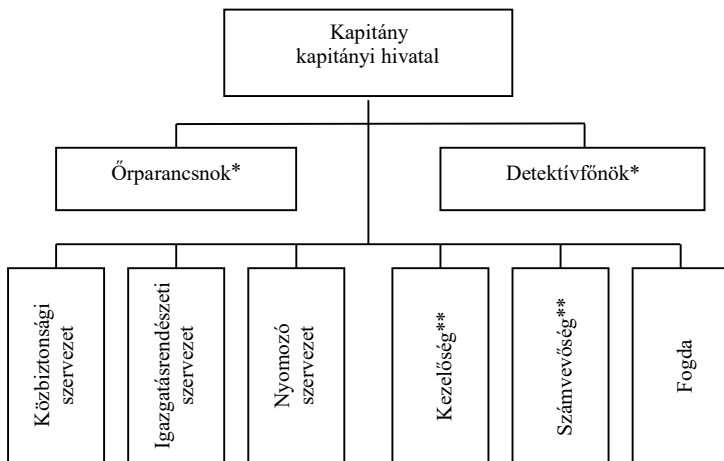 Kapitány
kapitányi hivatal
Őrparancsnok*
Detektívfőnök*
Közbiztonsági
szervezet
Igazgatásrendészeti
szervezet
Nyomozó
szervezet
Kezelőség**
Számvevőség**
Fogda